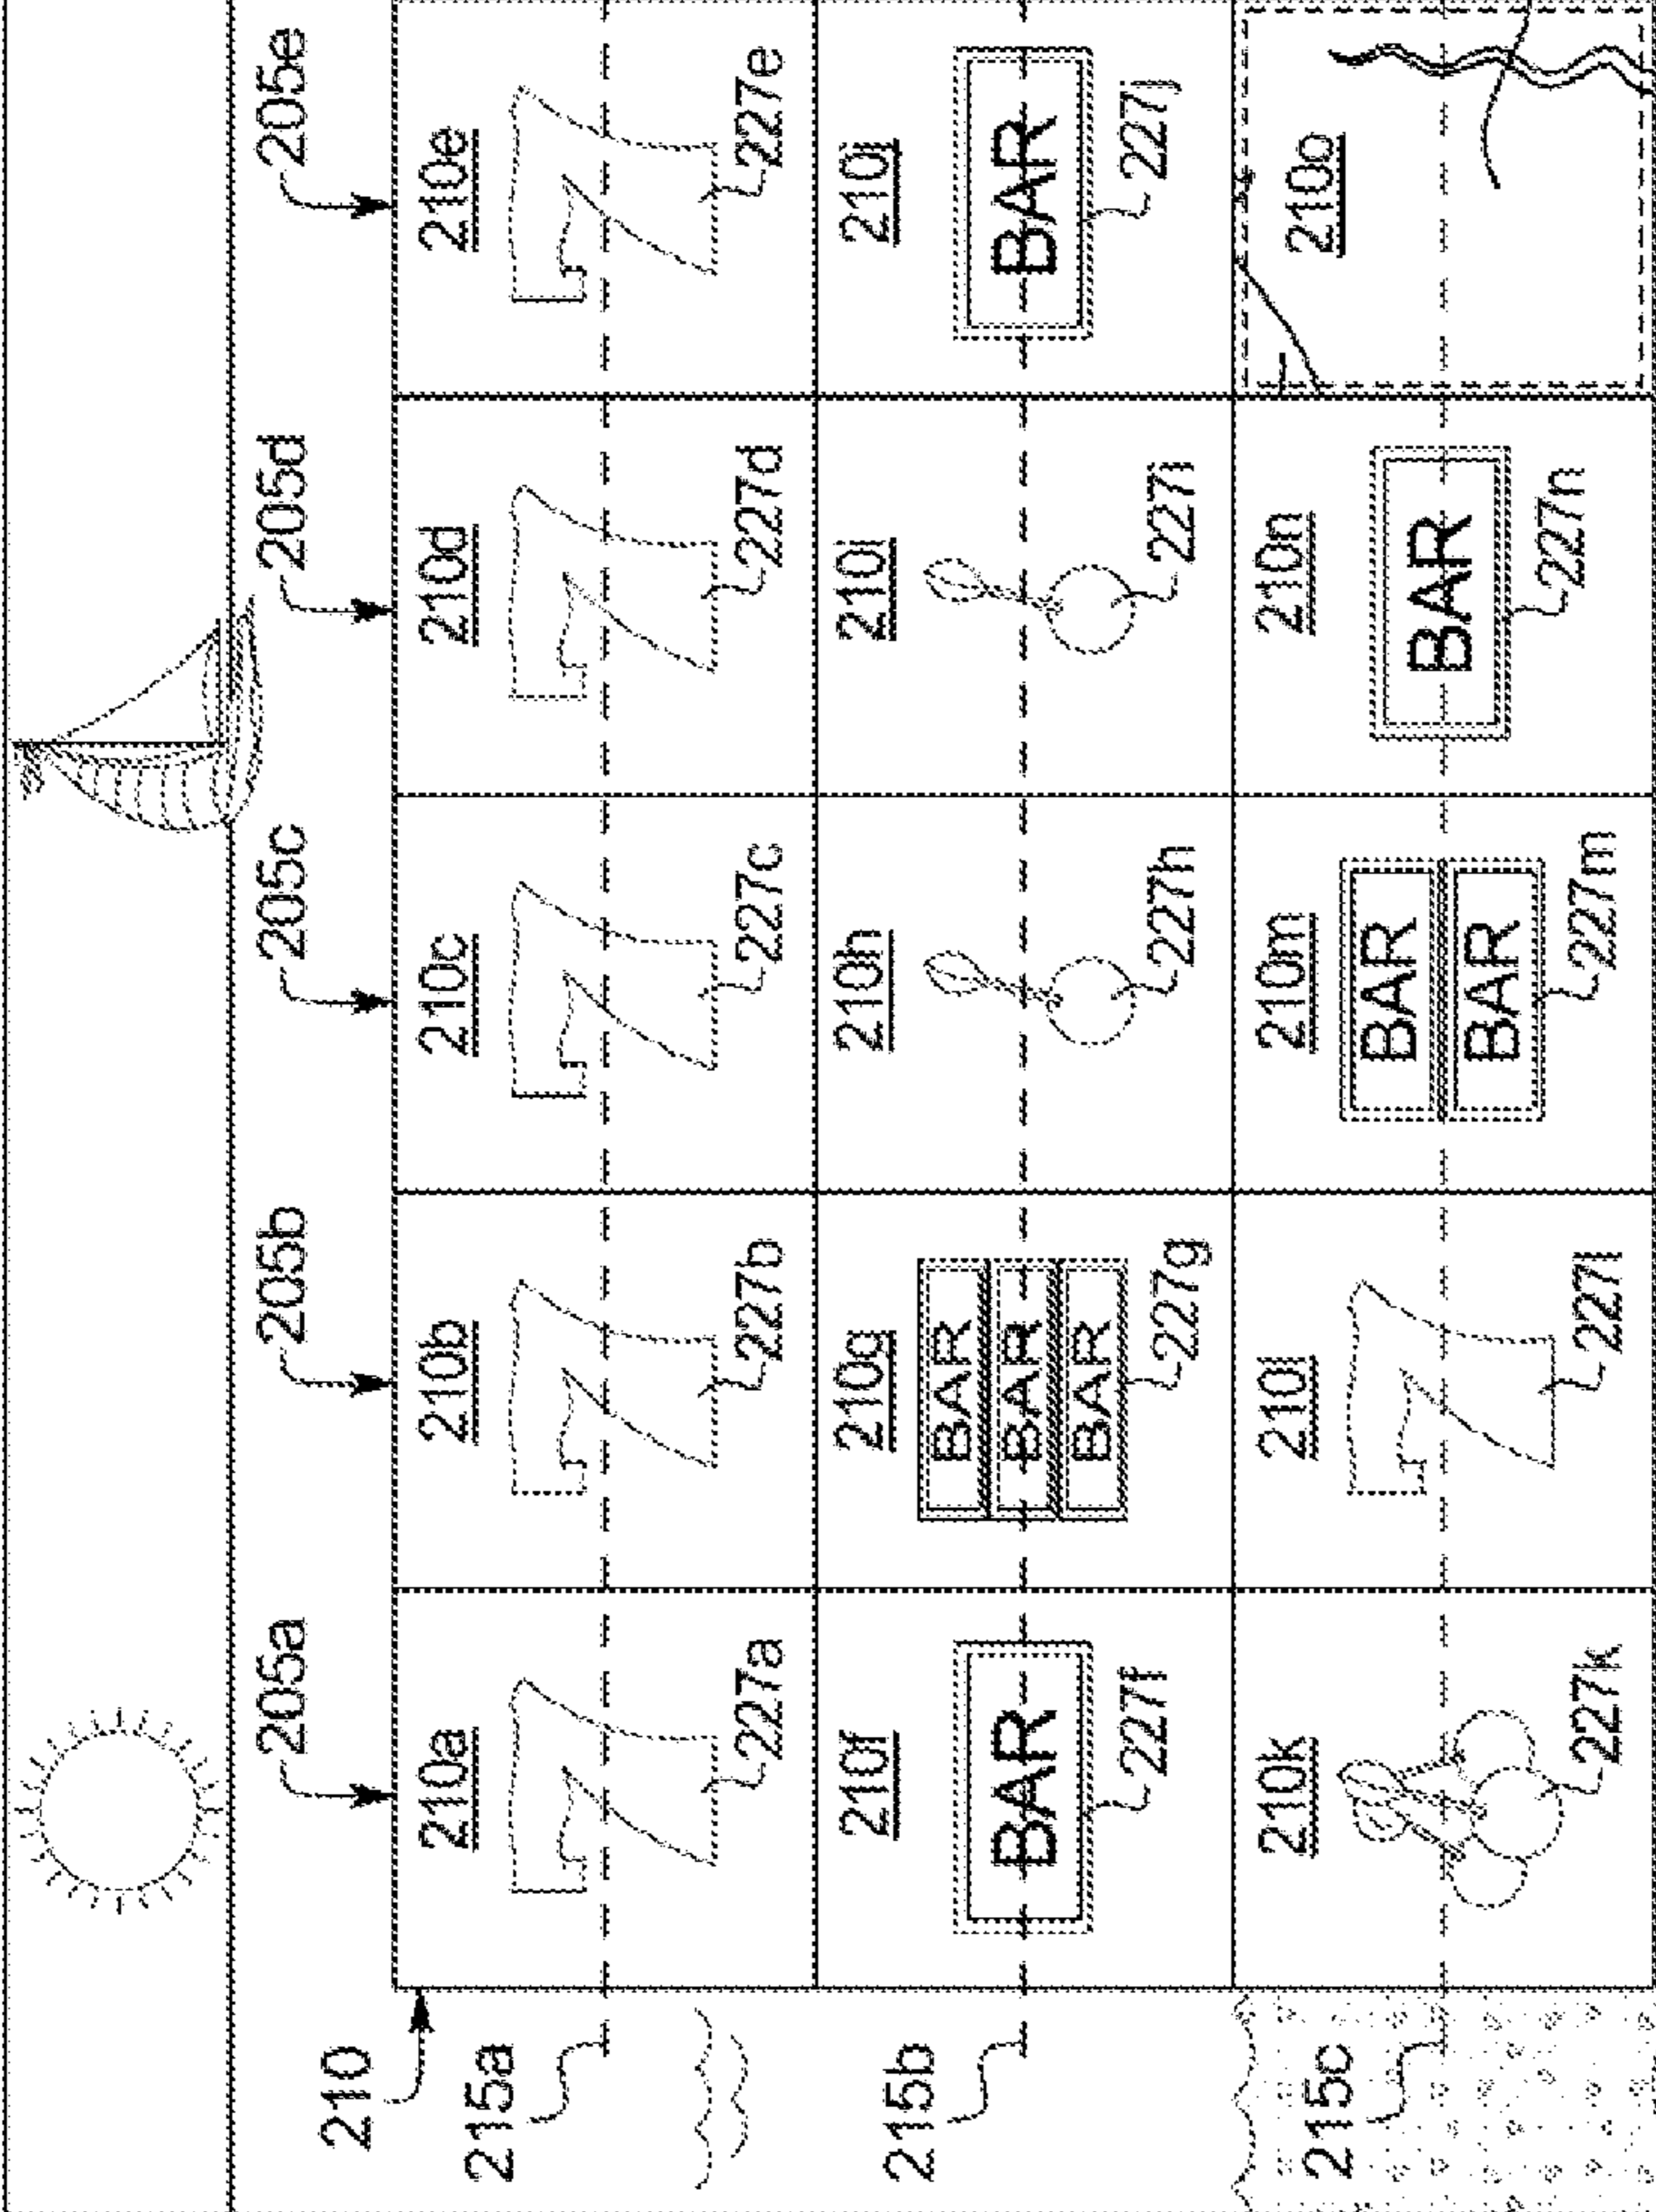 205a 205b 205c 205d 205e
210
210a 210b 210c 210d 210e
215a
227a 227b 227c 227d 227e
210f 210g 210h 210i 210j
BAR
BAR
BAR
BAR
BAR
215b
227f 227g 227h 227i 227j
210k 210l 210m 210n 210o
BAR
BAR
BAR
215c
227k 227l 227m 227n